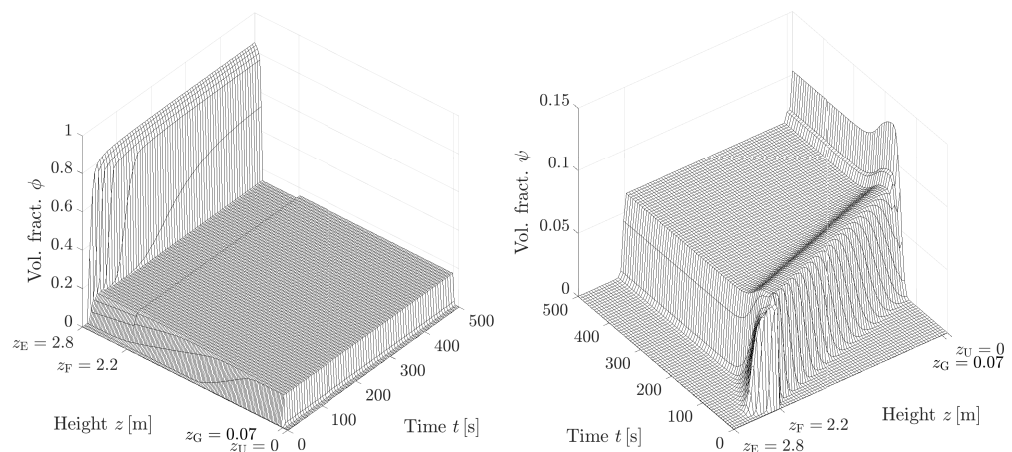 Vol. fract. ϕ
1
0.8
0.6
0.4
0.2
0
z_E = 2.8
z_F = 2.2
Height z [m]
z_G = 0.07
z_U = 0
0
100
200
300
400
500
Time t [s]
Vol. fract. ψ
0.15
0.1
0.05
0
500
400
300
200
100
0
Time t [s]
z_E = 2.8
z_F = 2.2
Height z [m]
z_U = 0
z_G = 0.07